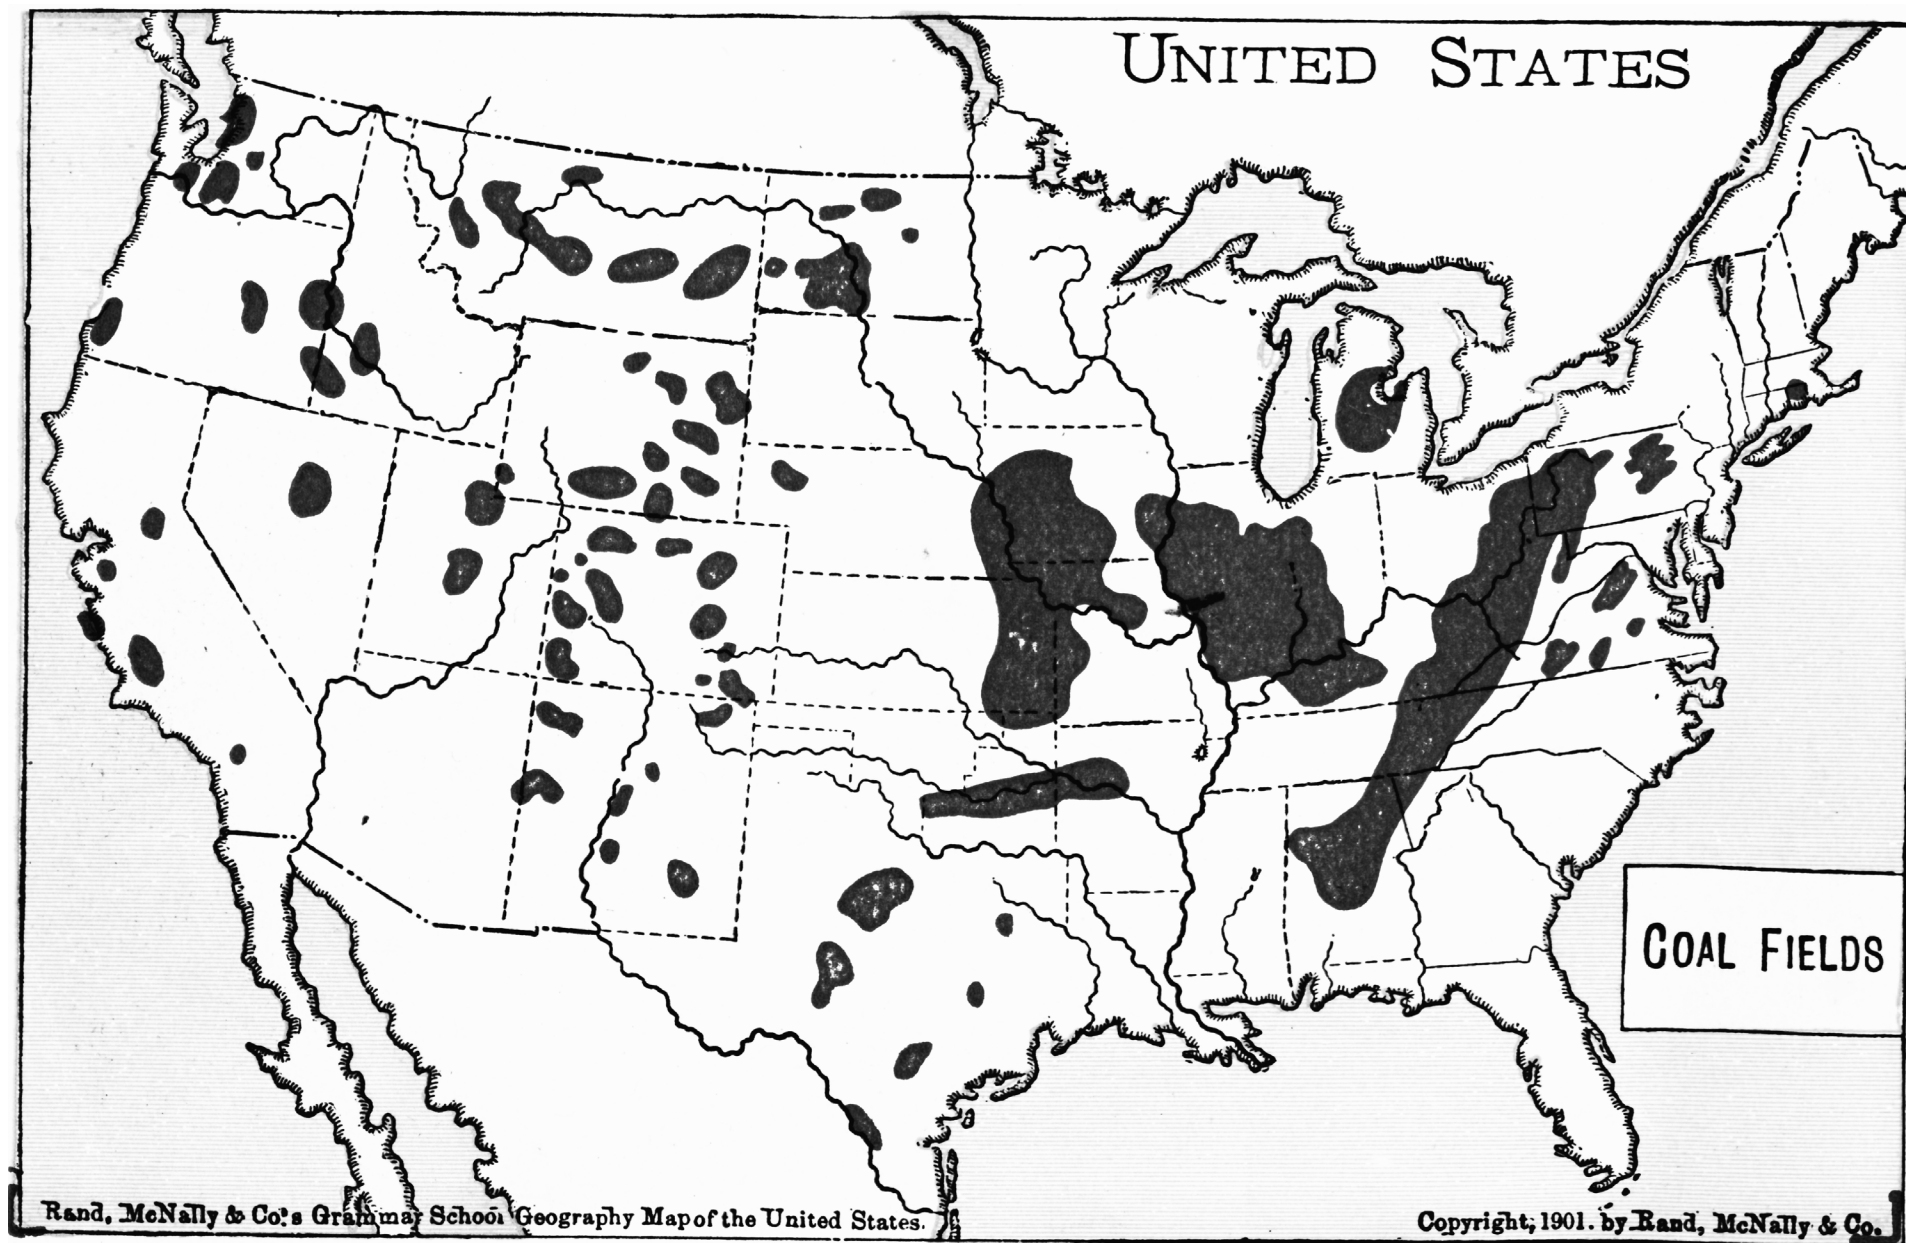 UNITED STATES
COAL FIELDS
Rand, McNally & Co.'s Grammar School Geography Map of the United States.
Copyright, 1901. by Rand, McNally & Co.